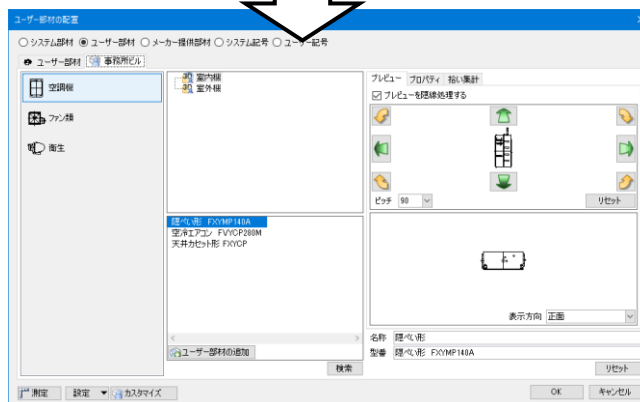 ユーザー部材の配置
システム部材 ユーザー部材 メーカー提供部材 システム記号 ユーザー記号
ユーザー部材 事務所ビル
空調機
ファン類
衛生
室内機
室外機
隠ぺい形 FXYMP140A
空冷エアコン FVYCP280M
天井カセット形 FXYCP
ユーザー部材の追加
検索
プレビュー プロパティ 拾い集計
プレビューを隠線処理する
ピッチ 90
リセット
表示方向 正面
名称 隠ぺい形
型番 隠ぺい形 FXYMP140A
リセット
測定 設定 カスタマイズ
OK キャンセル